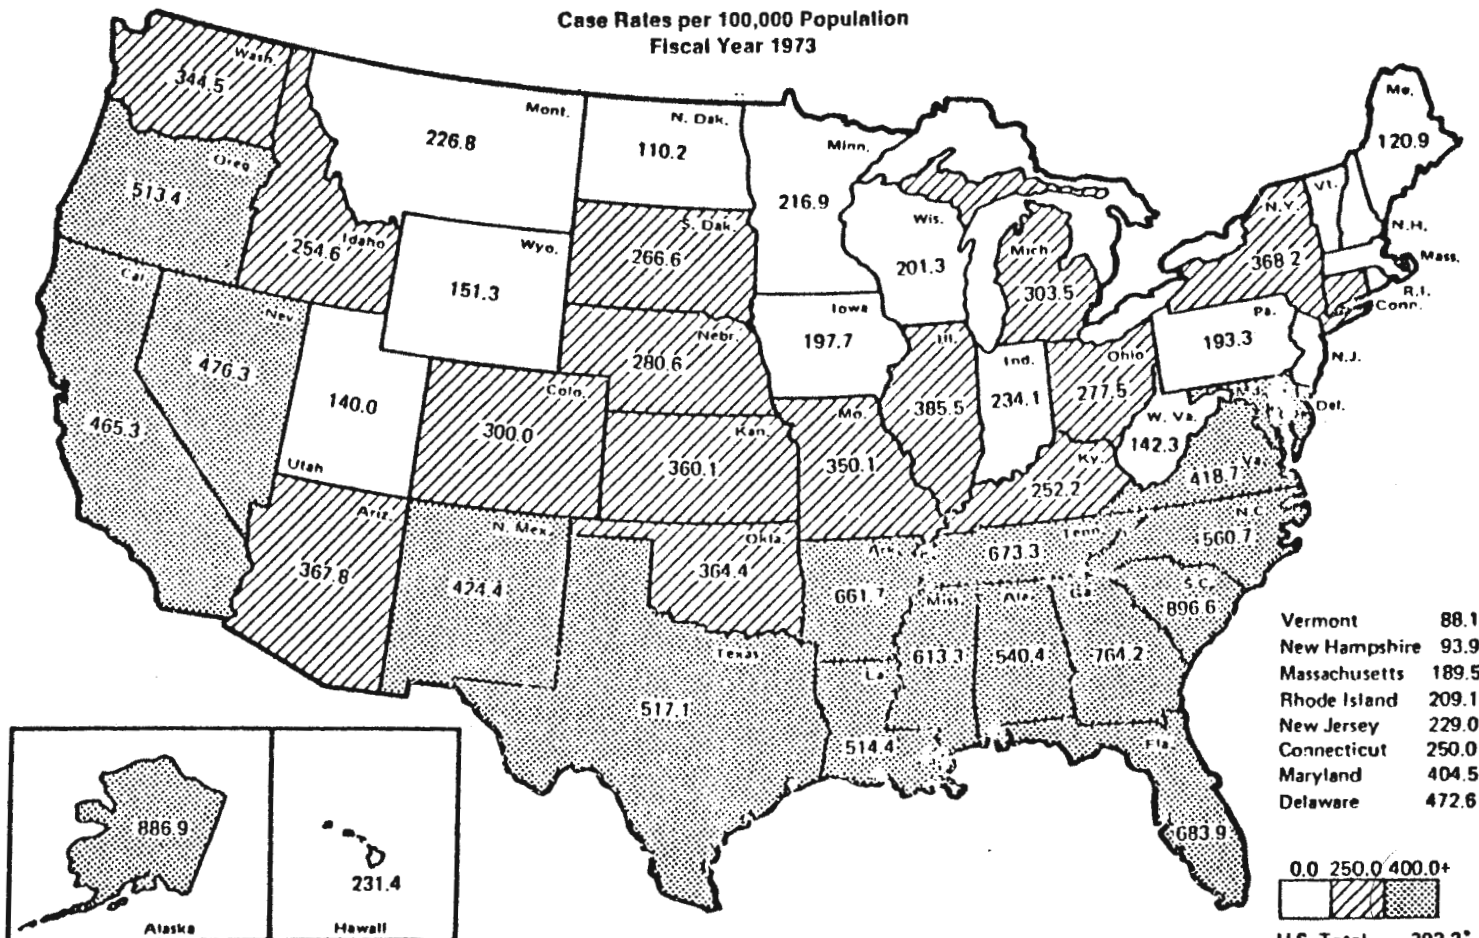 Case Rates per 100,000 Population
Fiscal Year 1973
Wash.
344.5
Mont.
226.8
N. Dak.
110.2
Minn.
216.9
Me.
120.9
Oreg.
513.4
Idaho
254.6
Wyo.
151.3
S. Dak.
266.6
Wis.
201.3
Mich.
303.5
N.Y.
368.2
Vt.
N.H.
Mass.
R.I.
Conn.
Cal.
465.3
Nev.
476.3
Utah
140.0
Colo.
300.0
Nebr.
280.6
Iowa
197.7
Ill.
385.5
Ind.
234.1
Ohio
277.5
Pa.
193.3
N.J.
Md.
Del.
Kan.
360.1
Mo.
350.1
Ky.
252.2
W. Va.
142.3
Va.
418.7
N.C.
560.7
Ariz.
367.8
N. Mex.
424.4
Okla.
364.4
Ark.
661.7
Tenn.
673.3
Miss.
613.3
Ala.
540.4
Ga.
764.2
S.C.
896.6
Texas
517.1
La.
514.4
Fla.
683.9
886.9
Alaska
231.4
Hawaii
Vermont 88.1
New Hampshire 93.9
Massachusetts 189.5
Rhode Island 209.1
New Jersey 229.0
Connecticut 250.0
Maryland 404.5
Delaware 472.6
0.0 250.0 400.0+
U.S. Total